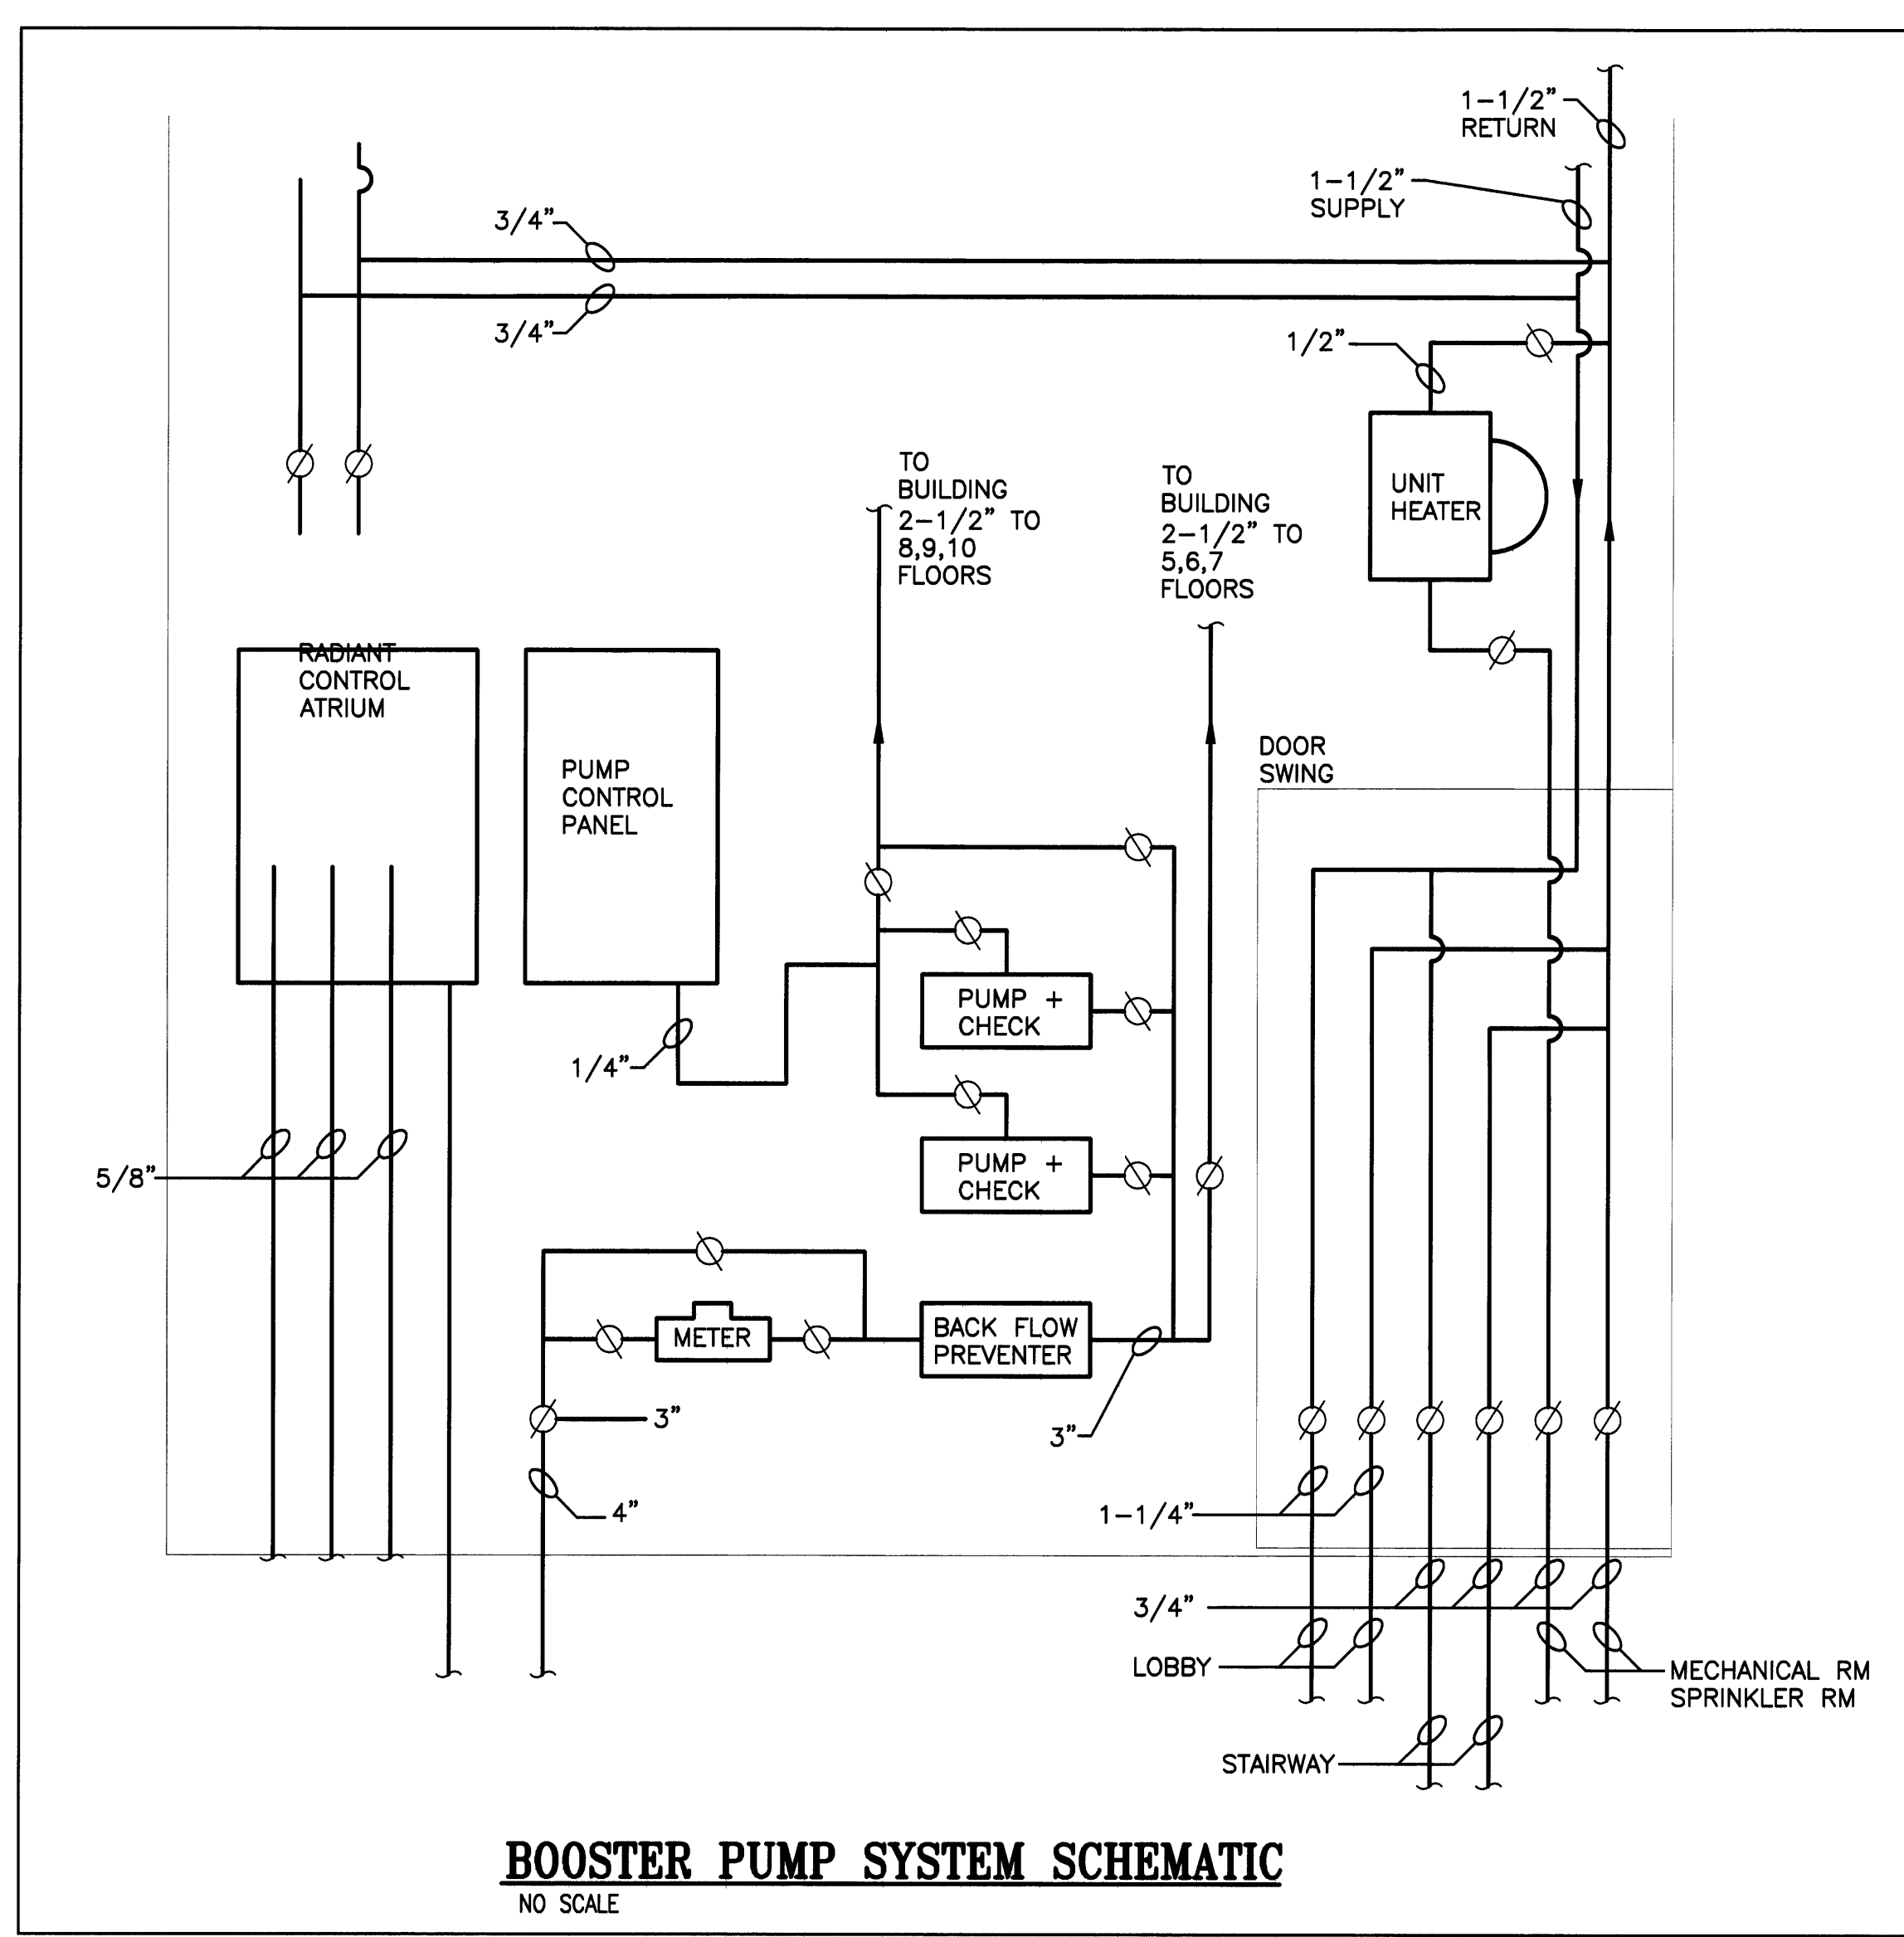 1-1/2"
RETURN
1-1/2"
SUPPLY
3/4"
3/4"
1/2"
TO
BUILDING
2-1/2" TO
8,9,10
FLOORS
TO
BUILDING
2-1/2" TO
5,6,7
FLOORS
UNIT
HEATER
RADIANT
CONTROL
ATRIUM
PUMP
CONTROL
PANEL
DOOR
SWING
PUMP +
CHECK
1/4"
PUMP +
CHECK
5/8"
METER
BACK FLOW
PREVENTER
3"
3"
4"
1-1/4"
3/4"
LOBBY
MECHANICAL RM
SPRINKLER RM
STAIRWAY
BOOSTER PUMP SYSTEM SCHEMATIC
NO SCALE